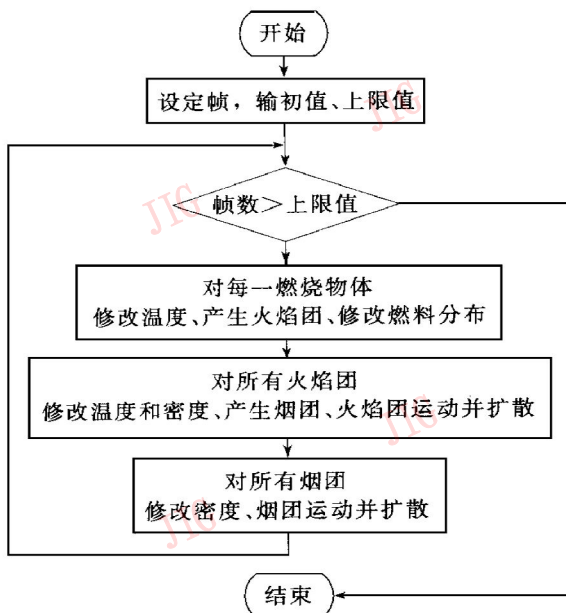 开始
设定帧，输初值、上限值
JIG
帧数＞上限值
JIG
对每一燃烧物体
修改温度、产生火焰团、修改燃料分布
对所有火焰团
修改温度和密度、产生烟团、火焰团运动并扩散
JIG
对所有烟团
修改密度、烟团运动并扩散
JIG
结束